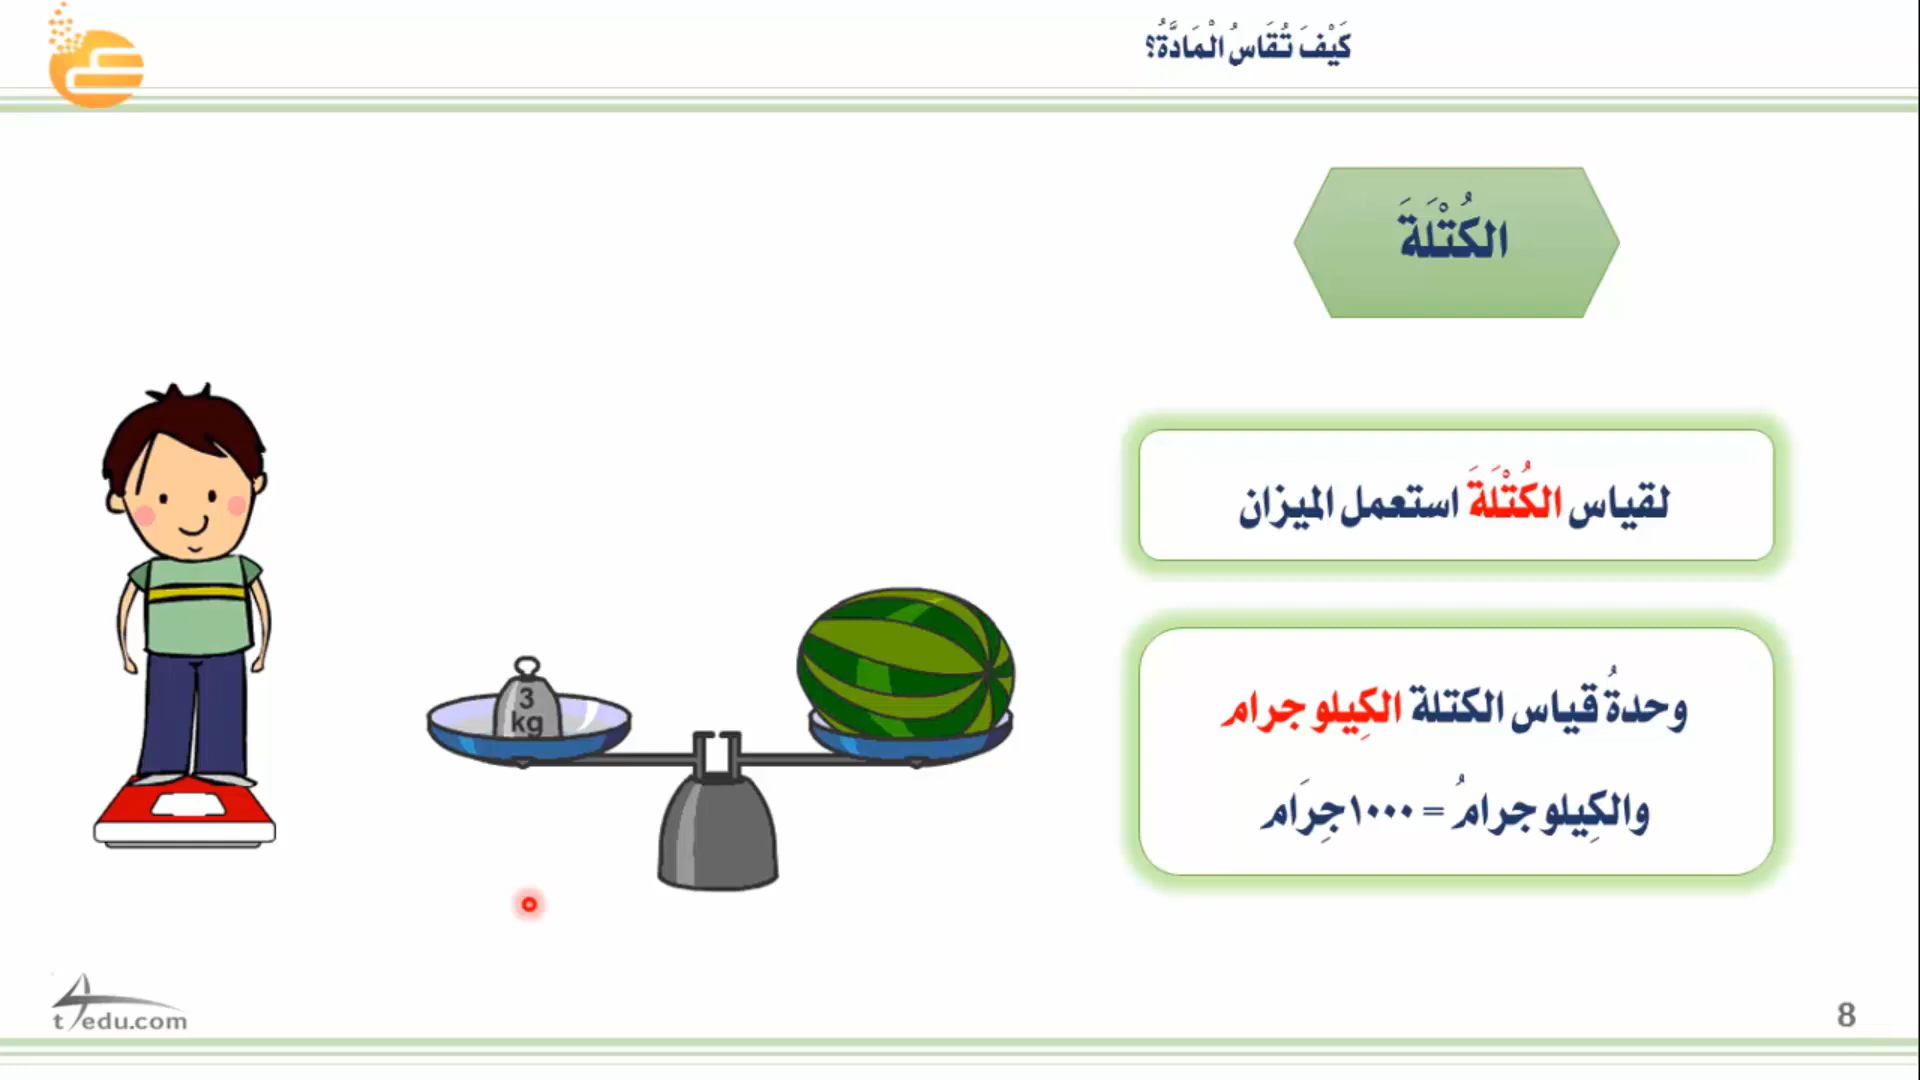 كَيْفَ تُقَاسُ الْمَادَّةُ؟
الكُتْلَةَ
لقياس الكُتْلَةَ استعمل الميزان
وحدةُ قياس الكتلة الكِيلو جرام
والكِيلو جرامُ = ١٠٠٠ جِرَام
3
kg
t4edu.com
8